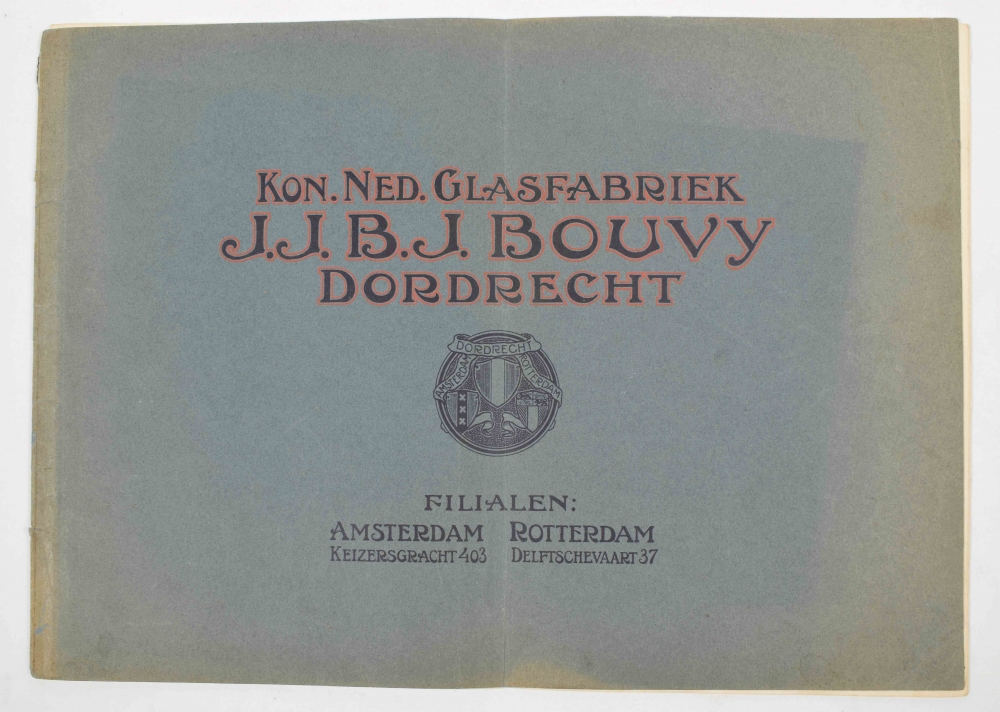 KON. NED. GLASFABRIEK
J.J. B.J. BOUVY
DORDRECHT
DORDRECHT
AMSTERDAM ROTTERDAM
FILIALEN:
AMSTERDAM ROTTERDAM
KEIZERSGRACHT 403 DELFTSCHEVAART 37